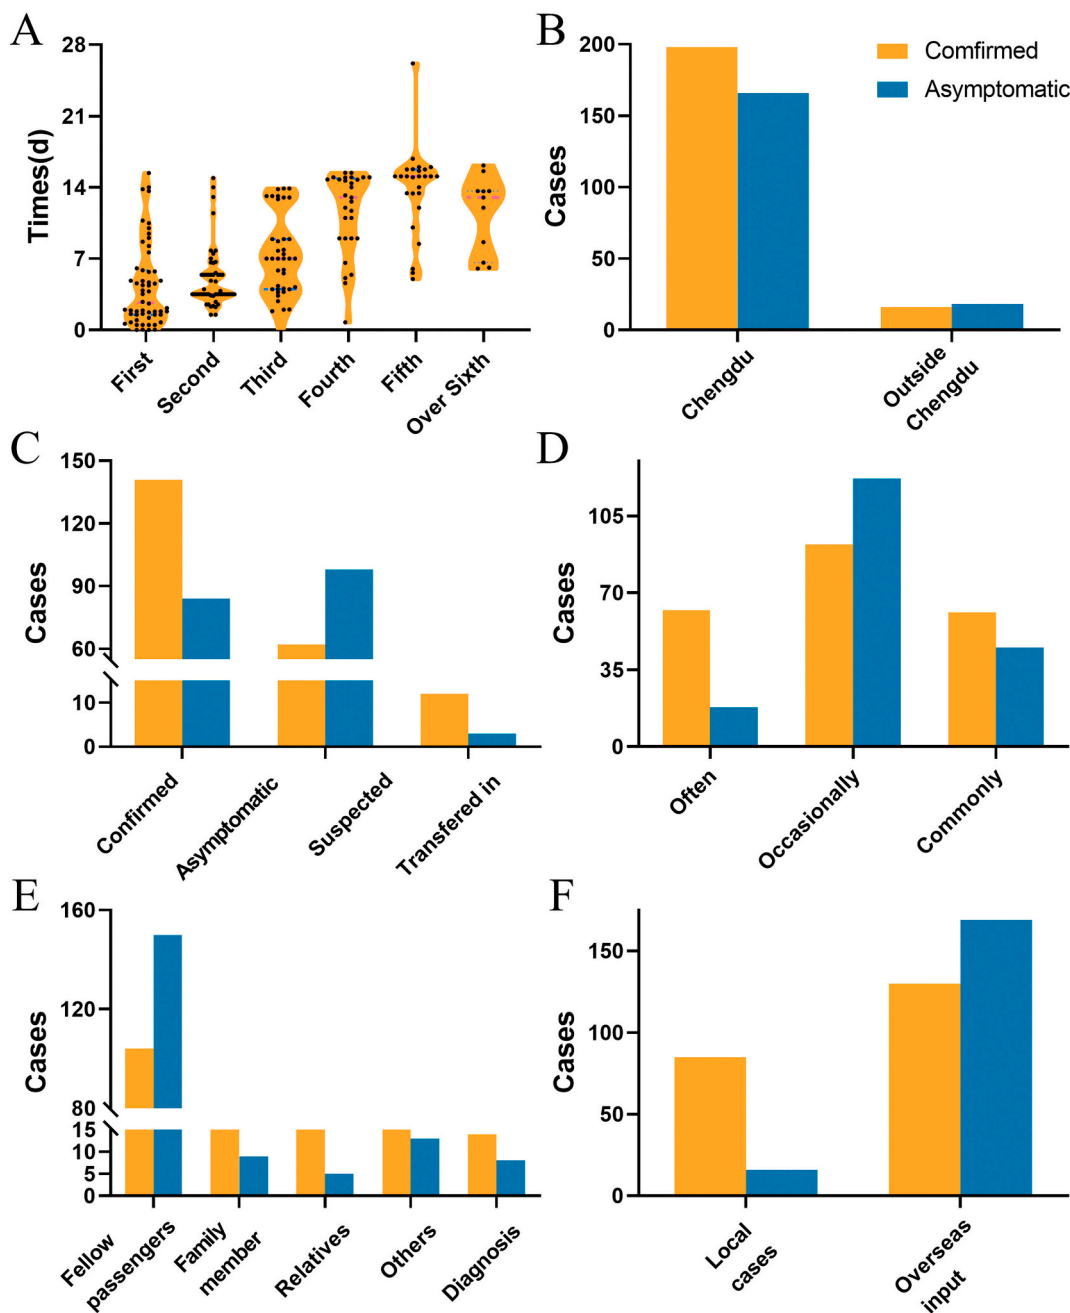 A
28
21
14
7
0
Times(d)
First
Second
Third
Fourth
Fifth
Over Sixth
B
200
150
100
50
0
Cases
Comfirmed
Asymptomatic
Chengdu
Outside
Chengdu
C
150
120
90
60
10
0
Cases
Confirmed
Asymptomatic
Suspected
Transfered in
D
105
70
35
0
Cases
Often
Occasionally
Commonly
E
160
120
80
15
10
5
0
Cases
Fellow
passengers
Family
member
Relatives
Others
Diagnosis
F
150
100
50
0
Cases
Local
cases
Overseas
input